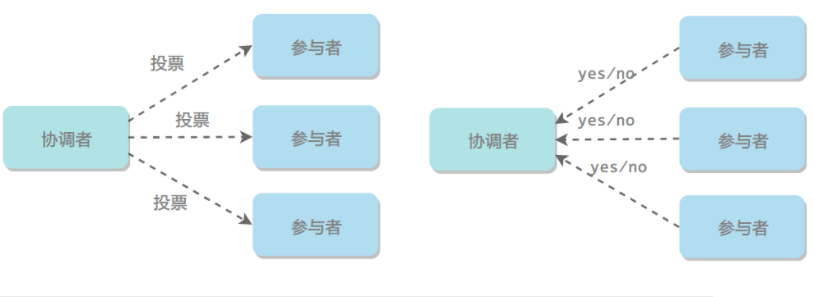 参与者
投票
投票
协调者
参与者
投票
参与者
参与者
yes/no
yes/no
协调者
参与者
yes/no
参与者